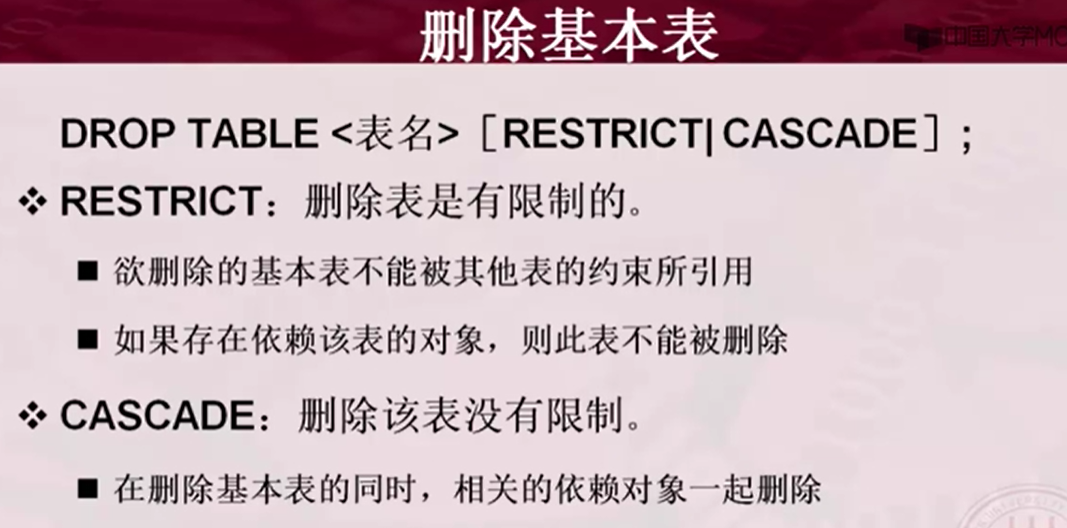 删除基本表
中国大学MO
DROP TABLE <表名>［RESTRICT| CASCADE］;
RESTRICT：删除表是有限制的。
欲删除的基本表不能被其他表的约束所引用
如果存在依赖该表的对象，则此表不能被删除
CASCADE：删除该表没有限制。
在删除基本表的同时，相关的依赖对象一起删除